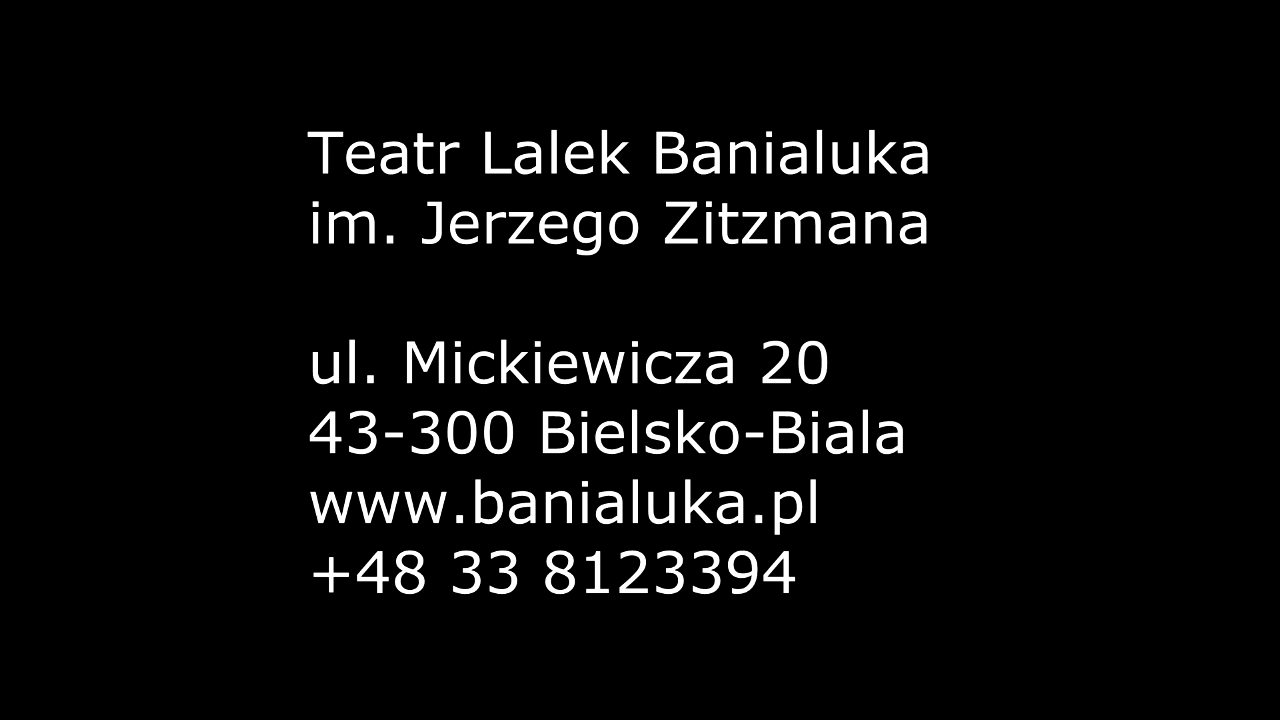 Teatr Lalek Banialuka
im. Jerzego Zitzmana
ul. Mickiewicza 20
43-300 Bielsko-Biala
www.banialuka.pl
+48 33 8123394